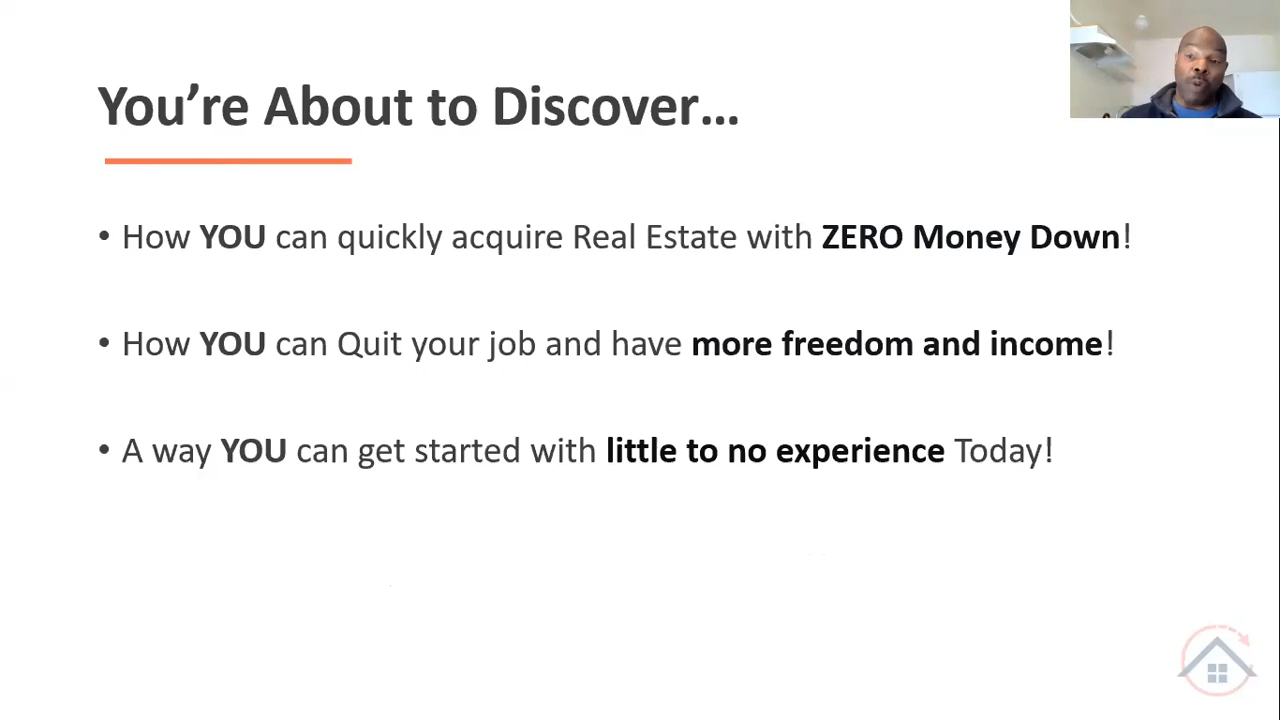 You’re About to Discover…
• How YOU can quickly acquire Real Estate with ZERO Money Down!
• How YOU can Quit your job and have more freedom and income!
• A way YOU can get started with little to no experience Today!